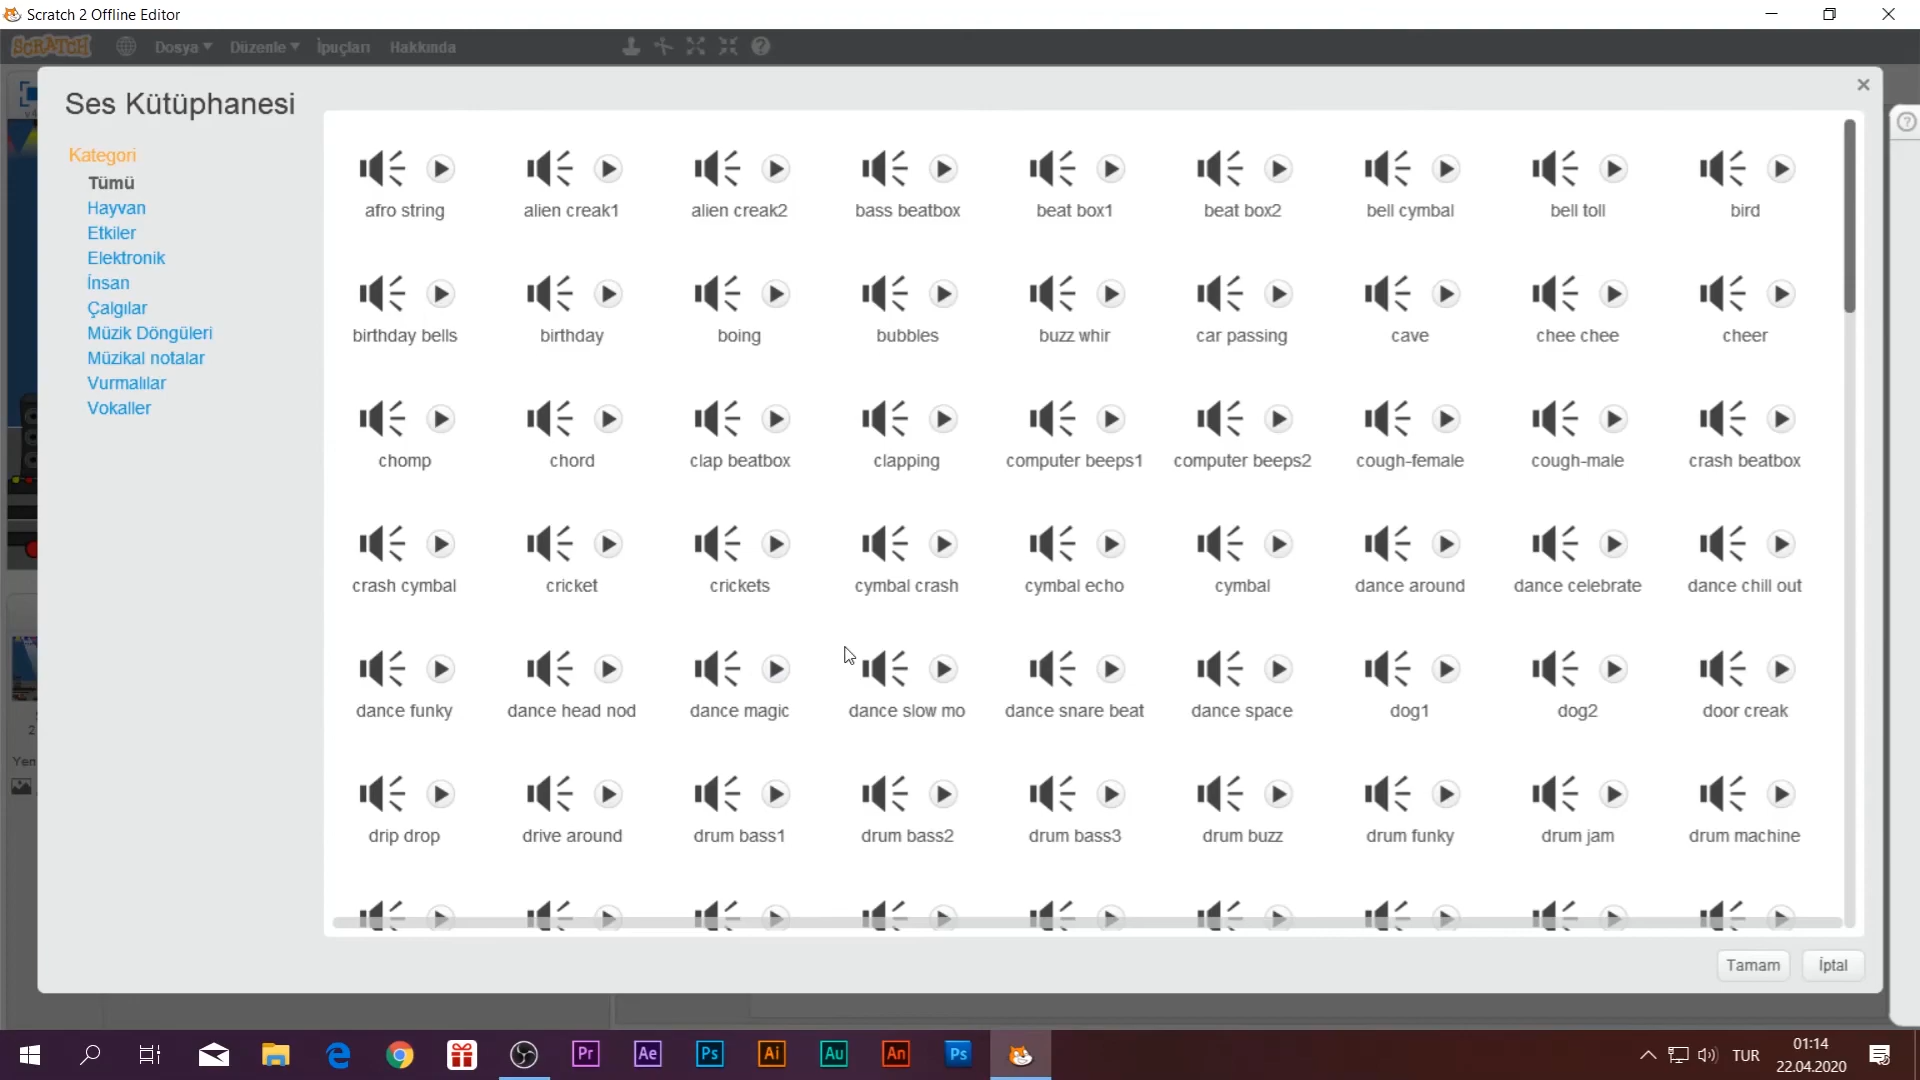 Scratch 2 Offline Editor
SCRATCH Dosya Düzenle İpuçları Hakkında
v4
Ses Kütüphanesi
Kategori
Tümü
Hayvan
Etkiler
Elektronik
İnsan
Çalgılar
Müzik Döngüleri
Müzikal notalar
Vurmalılar
Vokaller
afro string alien creak1 alien creak2 bass beatbox beat box1 beat box2 bell cymbal bell toll bird
birthday bells birthday boing bubbles buzz whir car passing cave chee chee cheer
chomp chord clap beatbox clapping computer beeps1 computer beeps2 cough-female cough-male crash beatbox
crash cymbal cricket crickets cymbal crash cymbal echo cymbal dance around dance celebrate dance chill out
dance funky dance head nod dance magic dance slow mo dance snare beat dance space dog1 dog2 door creak
drip drop drive around drum bass1 drum bass2 drum bass3 drum buzz drum funky drum jam drum machine
2
Yen
Tamam İptal
Pr Ae Ps Ai Au An Ps
TUR
01:14
22.04.2020